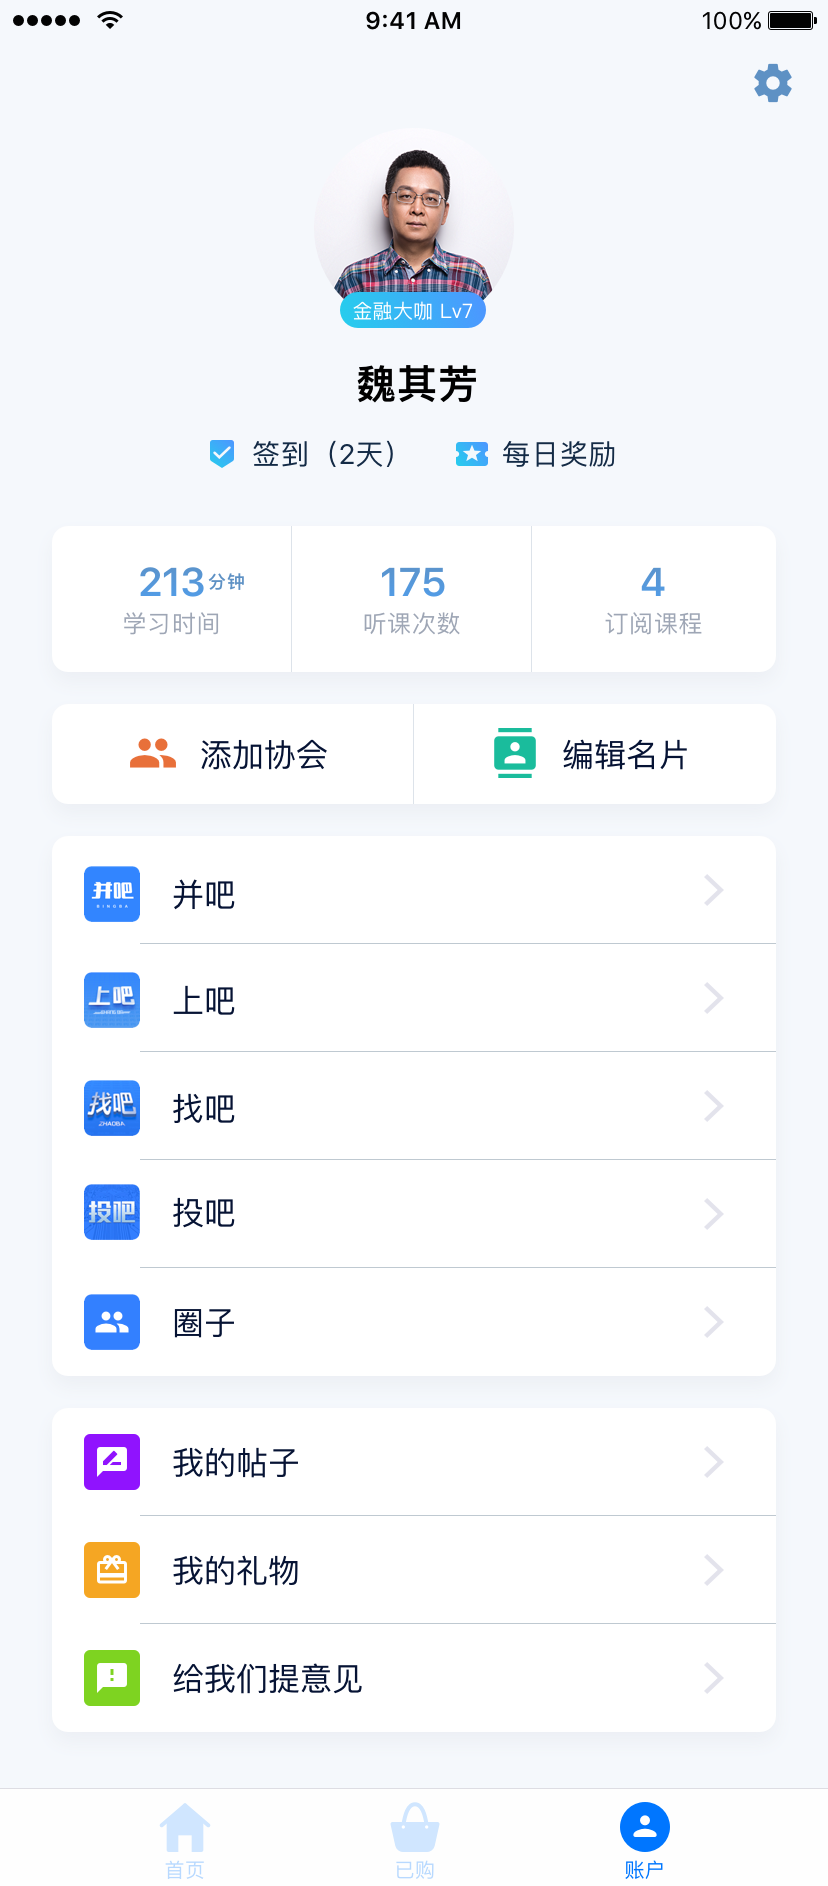 9:41 AM
100%
金融大咖 Lv7
魏其芳
签到（2天） 每日奖励
213分钟 175 4
学习时间 听课次数 订阅课程
添加协会 编辑名片
并吧
BINGBA
并吧
上吧
上吧
找吧
ZHAOBA
找吧
投吧
投吧
圈子
我的帖子
我的礼物
给我们提意见
首页 已购 账户